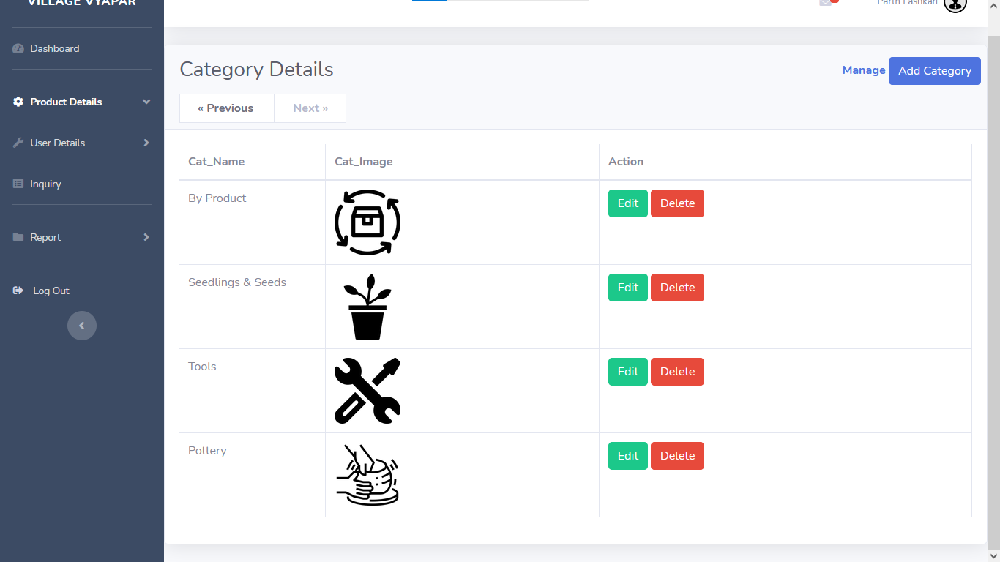 VILLAGE VYAPAR
Parth Lashkari
Dashboard
Product Details
User Details
Inquiry
Report
Log Out
Category Details
Manage Add Category
« Previous Next »
Cat_Name Cat_Image Action
By Product Edit Delete
Seedlings & Seeds Edit Delete
Tools Edit Delete
Pottery Edit Delete